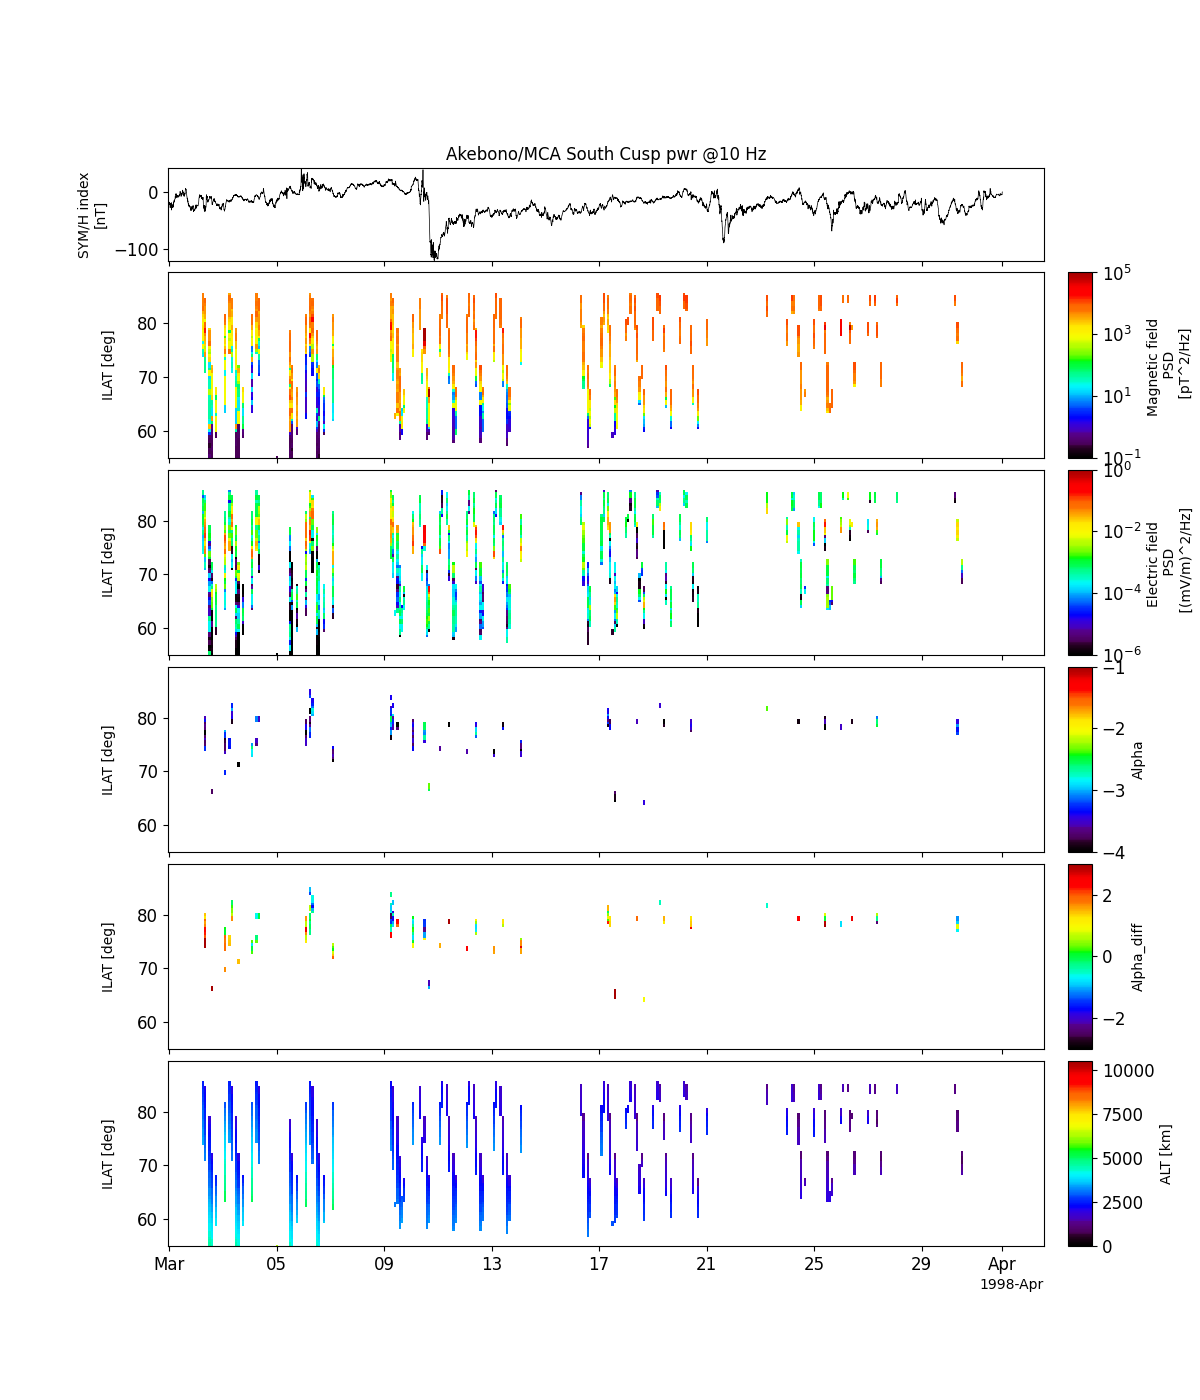 Akebono/MCA South Cusp pwr @10 Hz
SYM/H index
[nT]
0
−100
ILAT [deg]
80
70
60
10^5
10^3
10^1
10^−1
Magnetic field
PSD
[pT^2/Hz]
ILAT [deg]
80
70
60
10^0
10^−2
10^−4
10^−6
Electric field
PSD
[(mV/m)^2/Hz]
ILAT [deg]
80
70
60
−1
−2
−3
−4
Alpha
ILAT [deg]
80
70
60
2
0
−2
Alpha_diff
ILAT [deg]
80
70
60
10000
7500
5000
2500
0
ALT [km]
Mar 05 09 13 17 21 25 29 Apr
1998-Apr